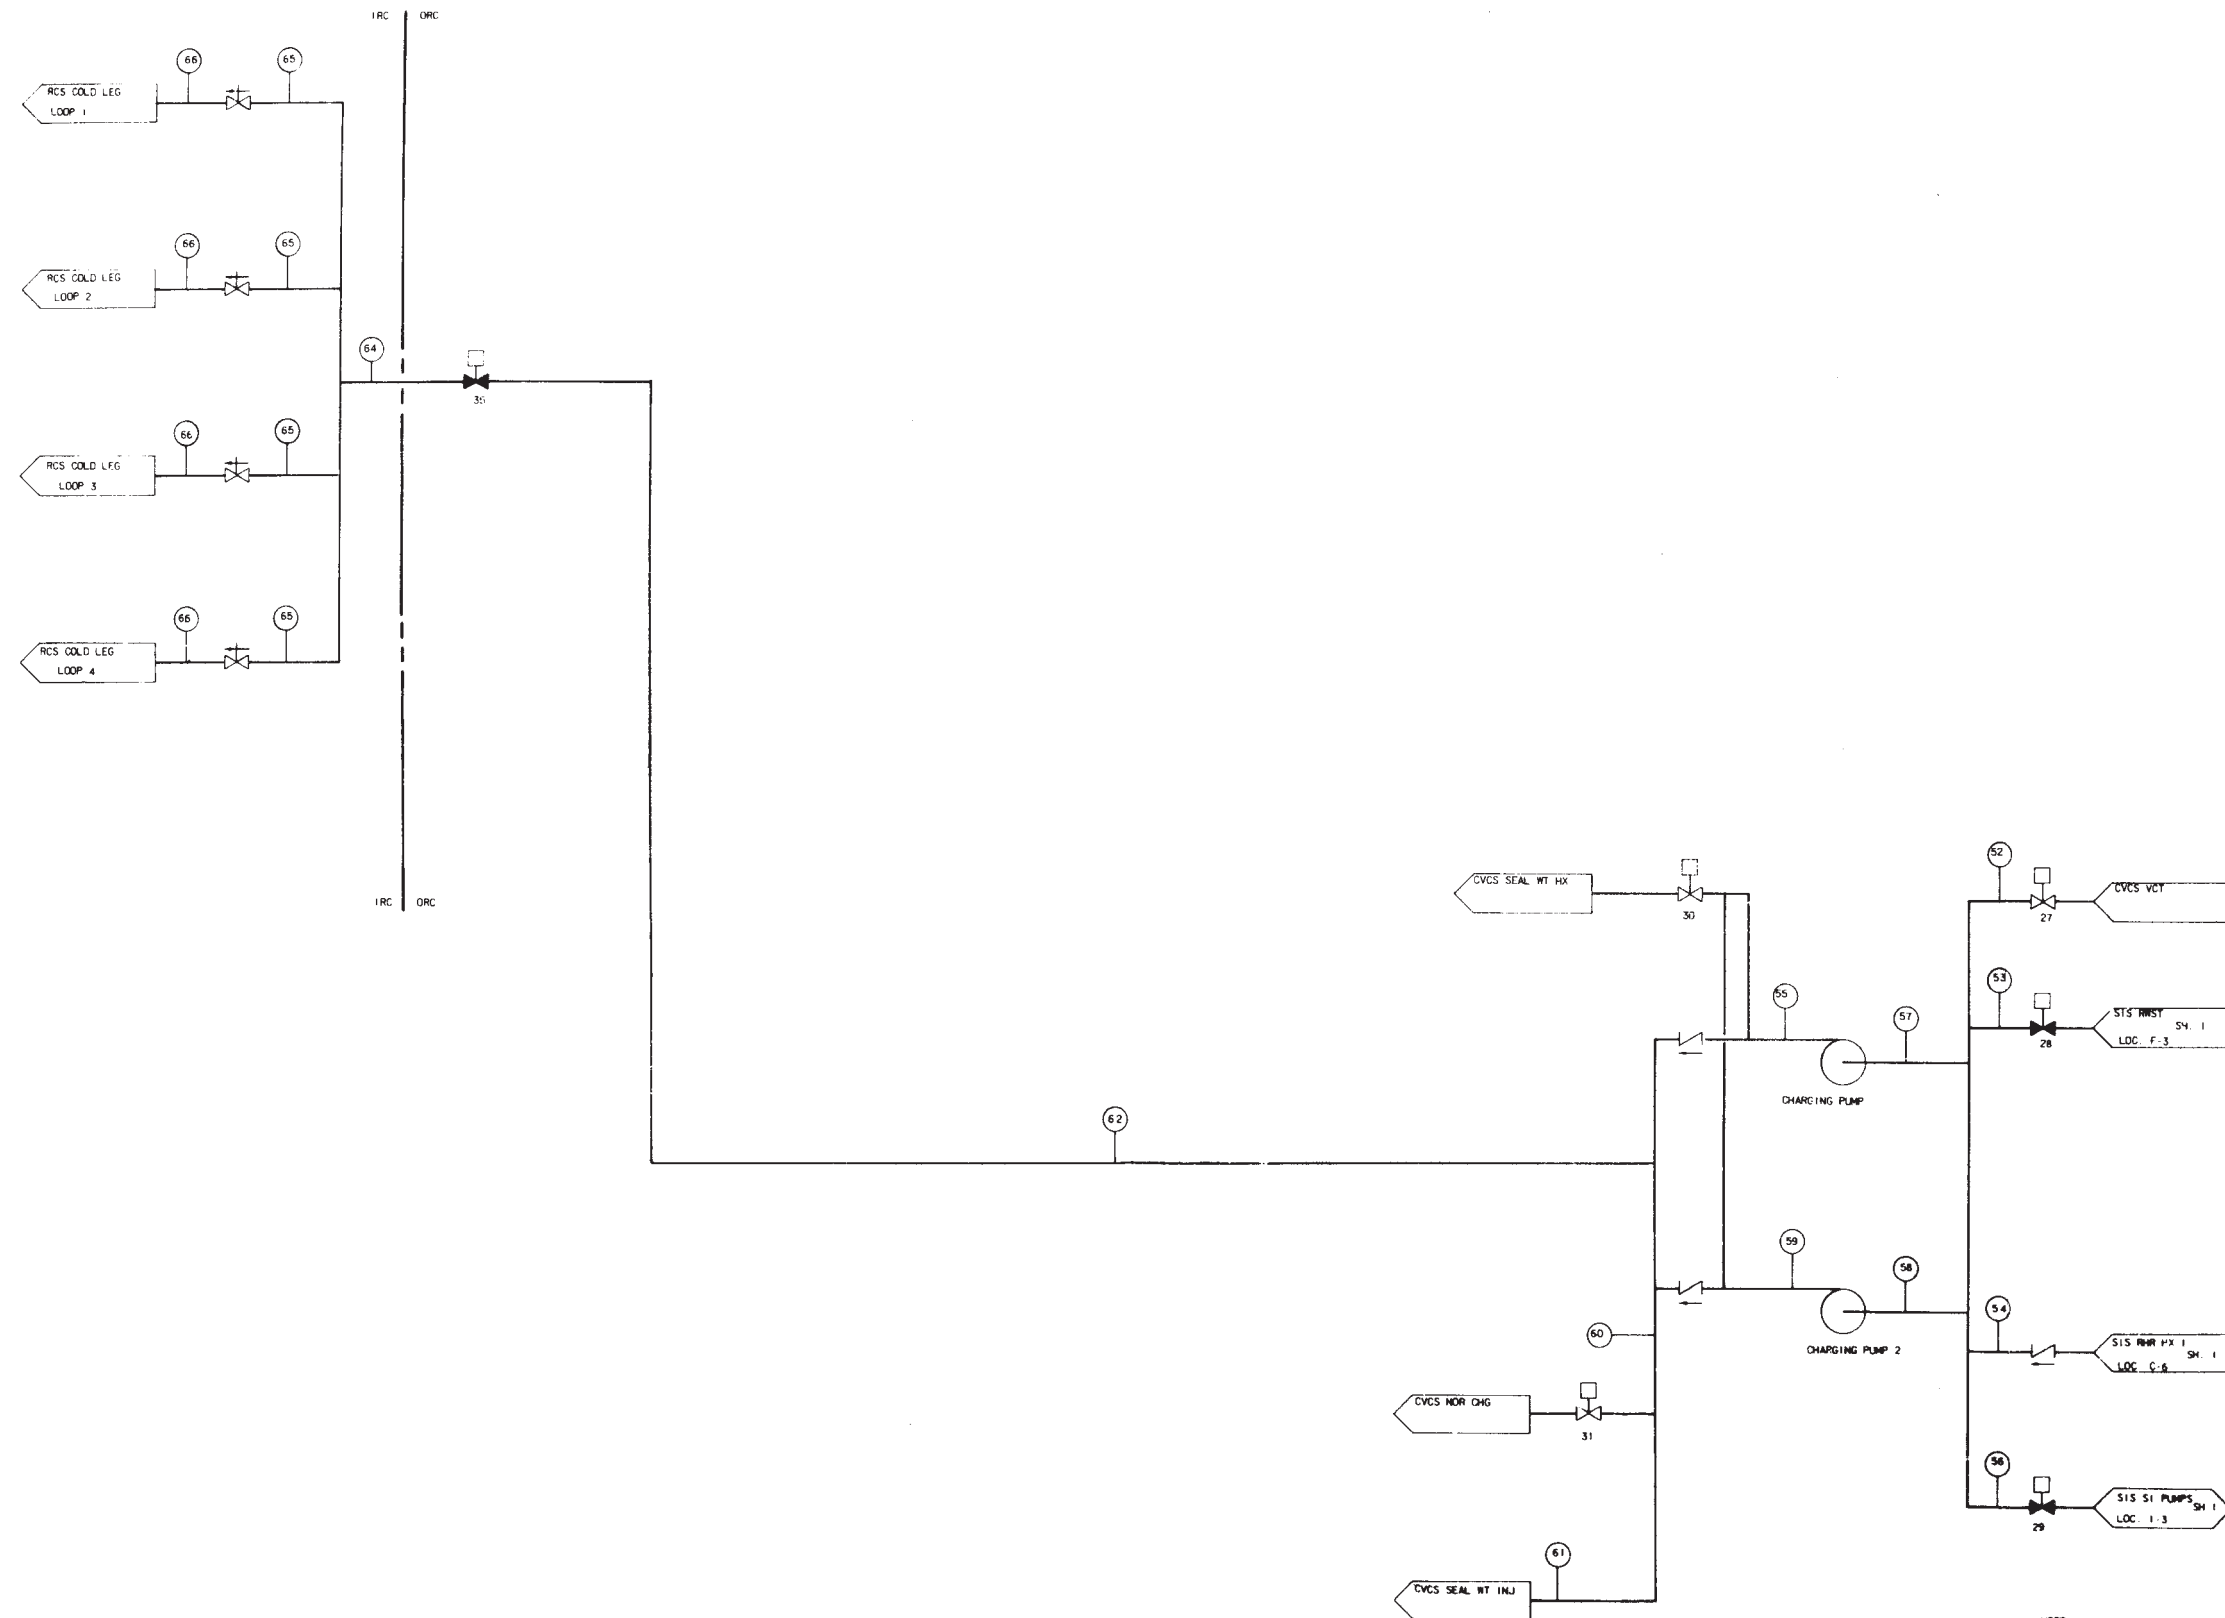 IRC ORC
66
65
RCS COLD LEG
LOOP 1
66
65
RCS COLD LEG
LOOP 2
64
35
66
65
RCS COLD LEG
LOOP 3
66
65
RCS COLD LEG
LOOP 4
IRC ORC
CVCS SEAL WT HX
30
52
CVCS VCT
27
53
SIS RWST
SH. 1
LOC. F-3
28
55
57
CHARGING PUMP
62
59
58
CHARGING PUMP 2
60
54
SIS RHR HX 1
SH. 1
LOC. C-6
CVCS NOR CHG
31
56
SIS SI PUMPS
SH 1
LOC. I-3
29
61
CVCS SEAL WT INJ